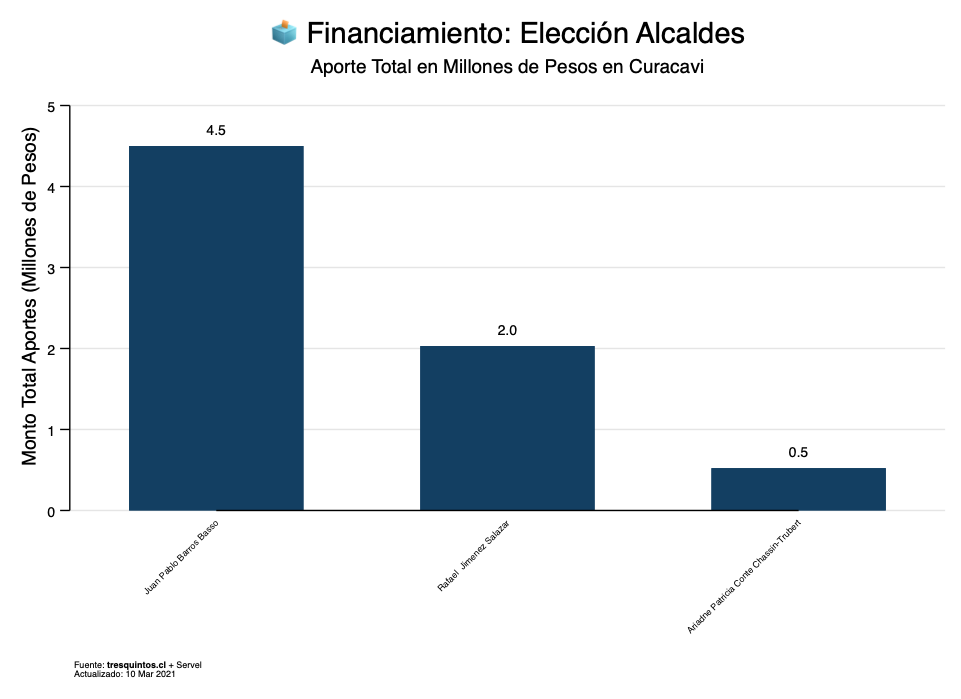 🗳️ Financiamiento: Elección Alcaldes
Aporte Total en Millones de Pesos en Curacavi
Monto Total Aportes (Millones de Pesos)
5
4
3
2
1
0
4.5
2.0
0.5
Juan Pablo Barros Basso
Rafael Jimenez Salazar
Ariadne Patricia Conte Chassin-Trubert
Fuente: tresquintos.cl + Servel
Actualizado: 10 Mar 2021